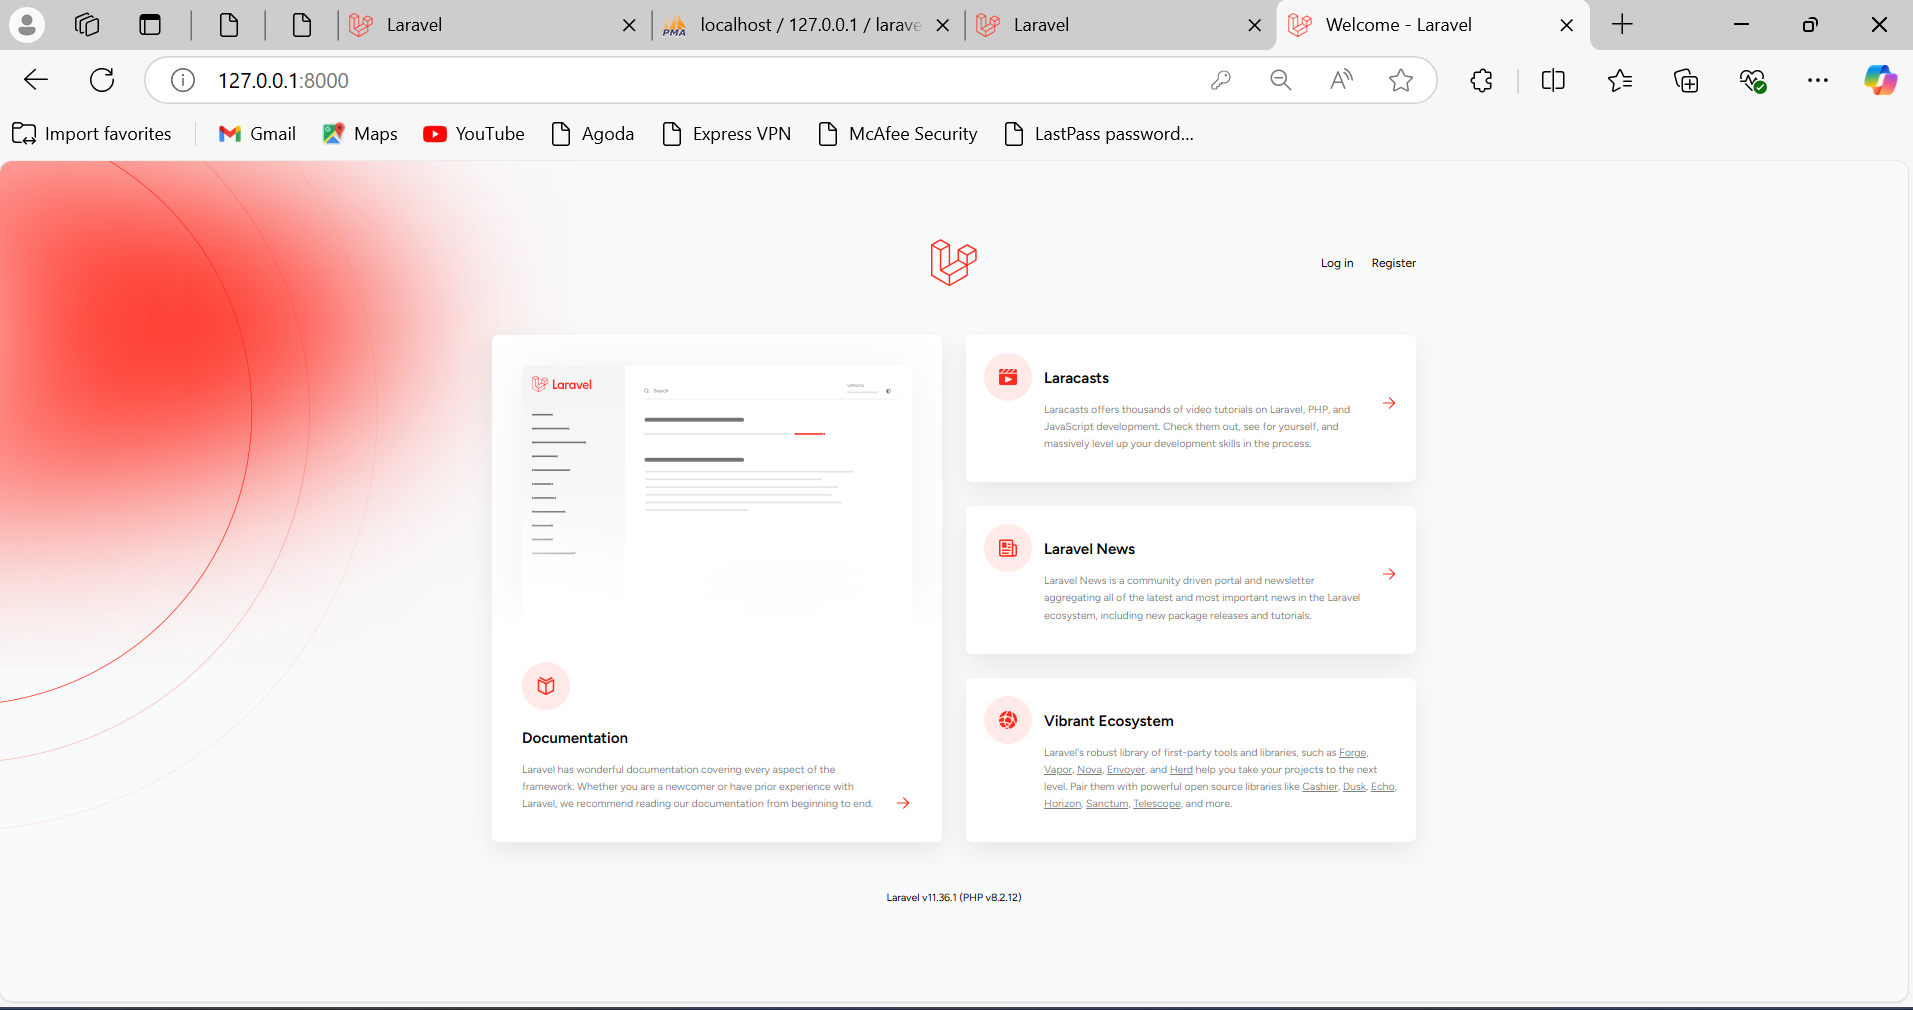 Laravel
localhost / 127.0.0.1 / larave
Laravel
Welcome - Laravel
127.0.0.1:8000
Import favorites
Gmail
Maps
YouTube
Agoda
Express VPN
McAfee Security
LastPass password...
Log in
Register
Laravel
Search
VERSION
Documentation
Laravel has wonderful documentation covering every aspect of the
framework. Whether you are a newcomer or have prior experience with
Laravel, we recommend reading our documentation from beginning to end.
Laracasts
Laracasts offers thousands of video tutorials on Laravel, PHP, and
JavaScript development. Check them out, see for yourself, and
massively level up your development skills in the process.
Laravel News
Laravel News is a community driven portal and newsletter
aggregating all of the latest and most important news in the Laravel
ecosystem, including new package releases and tutorials.
Vibrant Ecosystem
Laravel's robust library of first-party tools and libraries, such as Forge,
Vapor, Nova, Envoyer, and Herd help you take your projects to the next
level. Pair them with powerful open source libraries like Cashier, Dusk, Echo,
Horizon, Sanctum, Telescope, and more.
Laravel v11.36.1 (PHP v8.2.12)